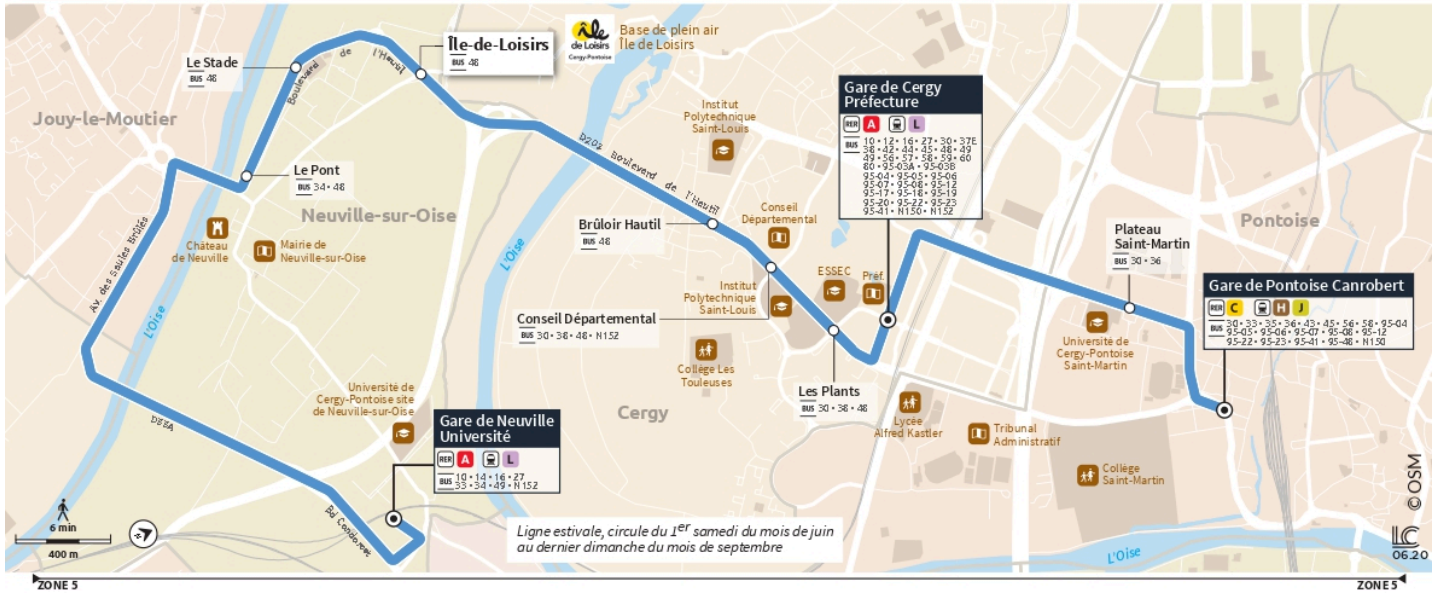 île
de Loisirs
Cergy-Pontoise
Base de plein air
Île de Loisirs
Île-de-Loisirs
BUS 48
Le Stade
BUS 48
Boulevard de l'Hautil
Jouy-le-Moutier
Le Pont
BUS 34 • 48
Neuville-sur-Oise
Château
de Neuville
Mairie de
Neuville-sur-Oise
Av. des Saules Brûlés
L'Oise
L'Oise
D203 Boulevard de l'Hautil
Institut
Polytechnique
Saint-Louis
Gare de Cergy
Préfecture
RER A L
BUS 10 • 12 • 16 • 27 • 30 • 37E
38 • 42 • 44 • 45 • 48 • 49
49 • 56 • 57 • 58 • 59 • 60
80 • 95-03A • 95-03B
95-04 • 95-05 • 95-06
95-07 • 95-08 • 95-12
95-17 • 95-18 • 95-19
95-20 • 95-22 • 95-23
95-41 • N150 • N152
Brûloir Hautil
BUS 48
Conseil
Départemental
ESSEC
Préf.
Institut
Polytechnique
Saint-Louis
Conseil Départemental
BUS 30 • 38 • 48 • N152
Collège Les
Touleuses
Cergy
Les Plants
BUS 30 • 38 • 48
Plateau
Saint-Martin
BUS 30 • 36
Pontoise
Gare de Pontoise Canrobert
RER C H J
BUS 30 • 33 • 35 • 36 • 43 • 45 • 56 • 58 • 95-04
95-05 • 95-06 • 95-07 • 95-08 • 95-12
95-22 • 95-23 • 95-41 • 95-48 • N150
Université de
Cergy-Pontoise
Saint-Martin
Lycée
Alfred Kastler
Tribunal
Administratif
Collège
Saint-Martin
Université de
Cergy-Pontoise site
de Neuville-sur-Oise
Gare de Neuville
Université
RER A L
BUS 10 • 14 • 16 • 27
33 • 34 • 49 • N152
Bd Condorcet
6 min
400 m
Ligne estivale, circule du 1er samedi du mois de juin
au dernier dimanche du mois de septembre
L'Oise
© OSM
LC
06.20
ZONE 5
ZONE 5